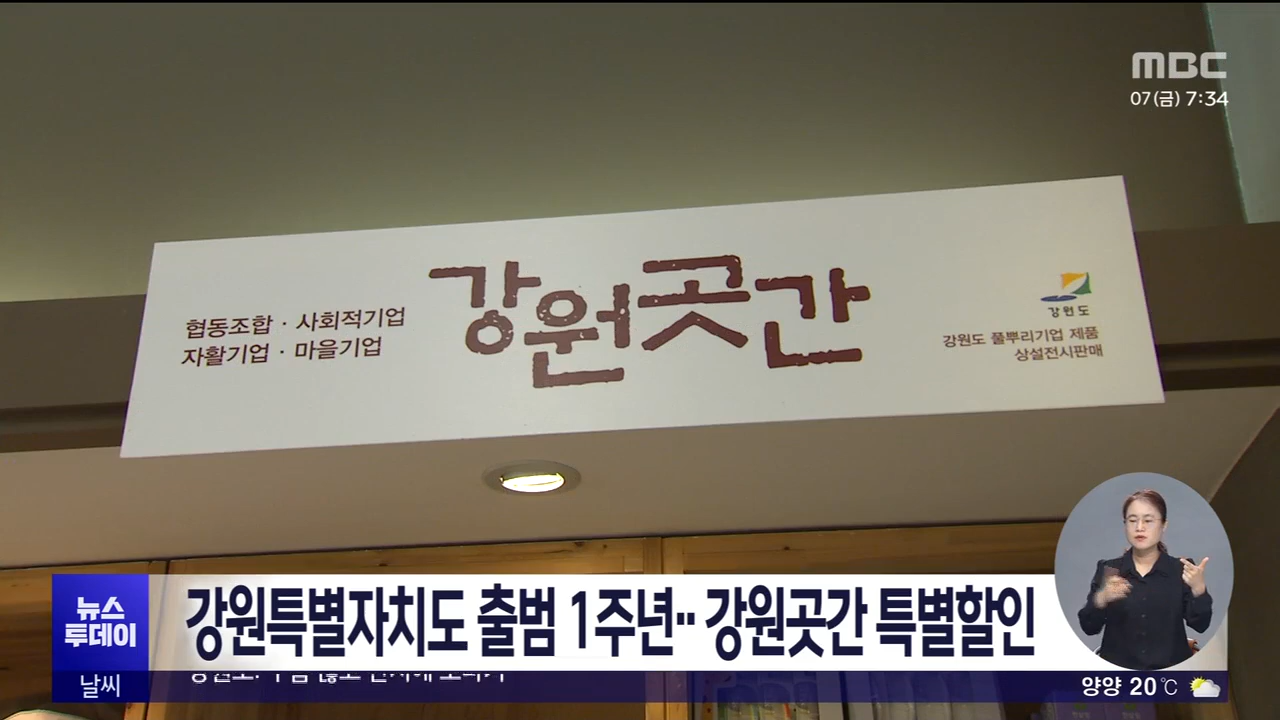 MBC
07(금) 7:34
협동조합 · 사회적기업
자활기업 · 마을기업
강원곳간
강원도
강원도 풀뿌리기업 제품
상설전시판매
뉴스
투데이
강원특별자치도 출범 1주년·· 강원곳간 특별할인
날씨
양양 20℃